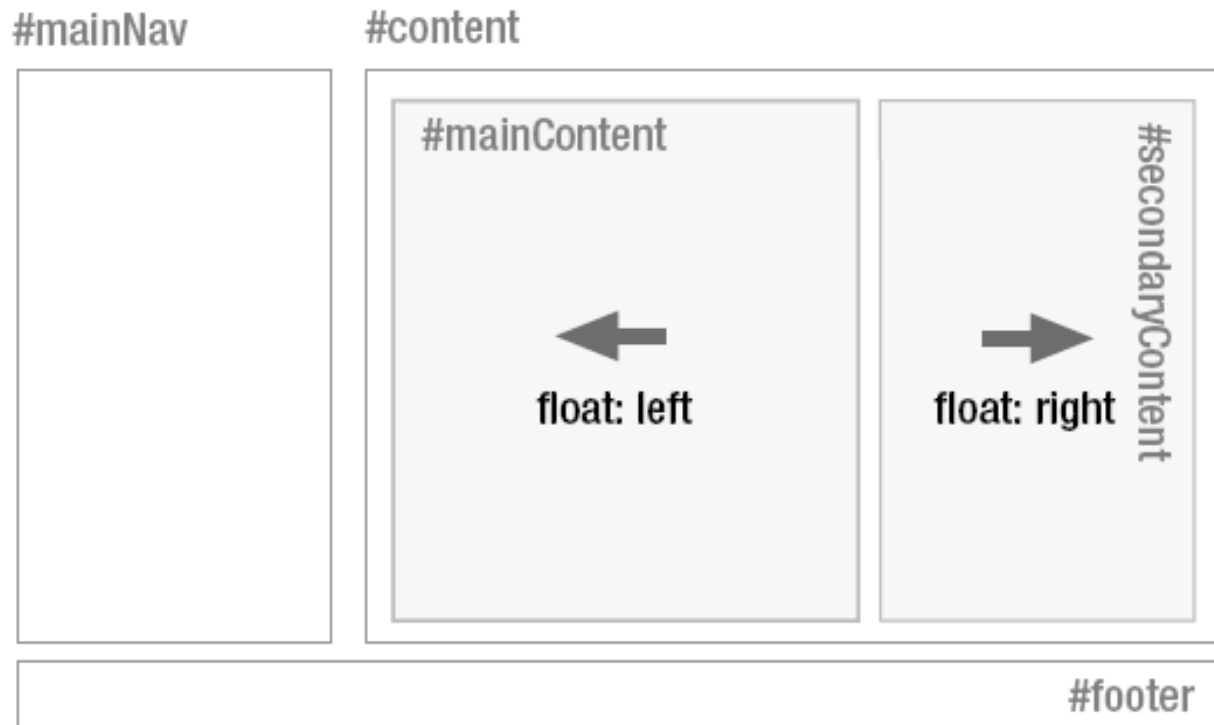 #mainNav
#content
#mainContent
#secondaryContent
float: left
float: right
#footer